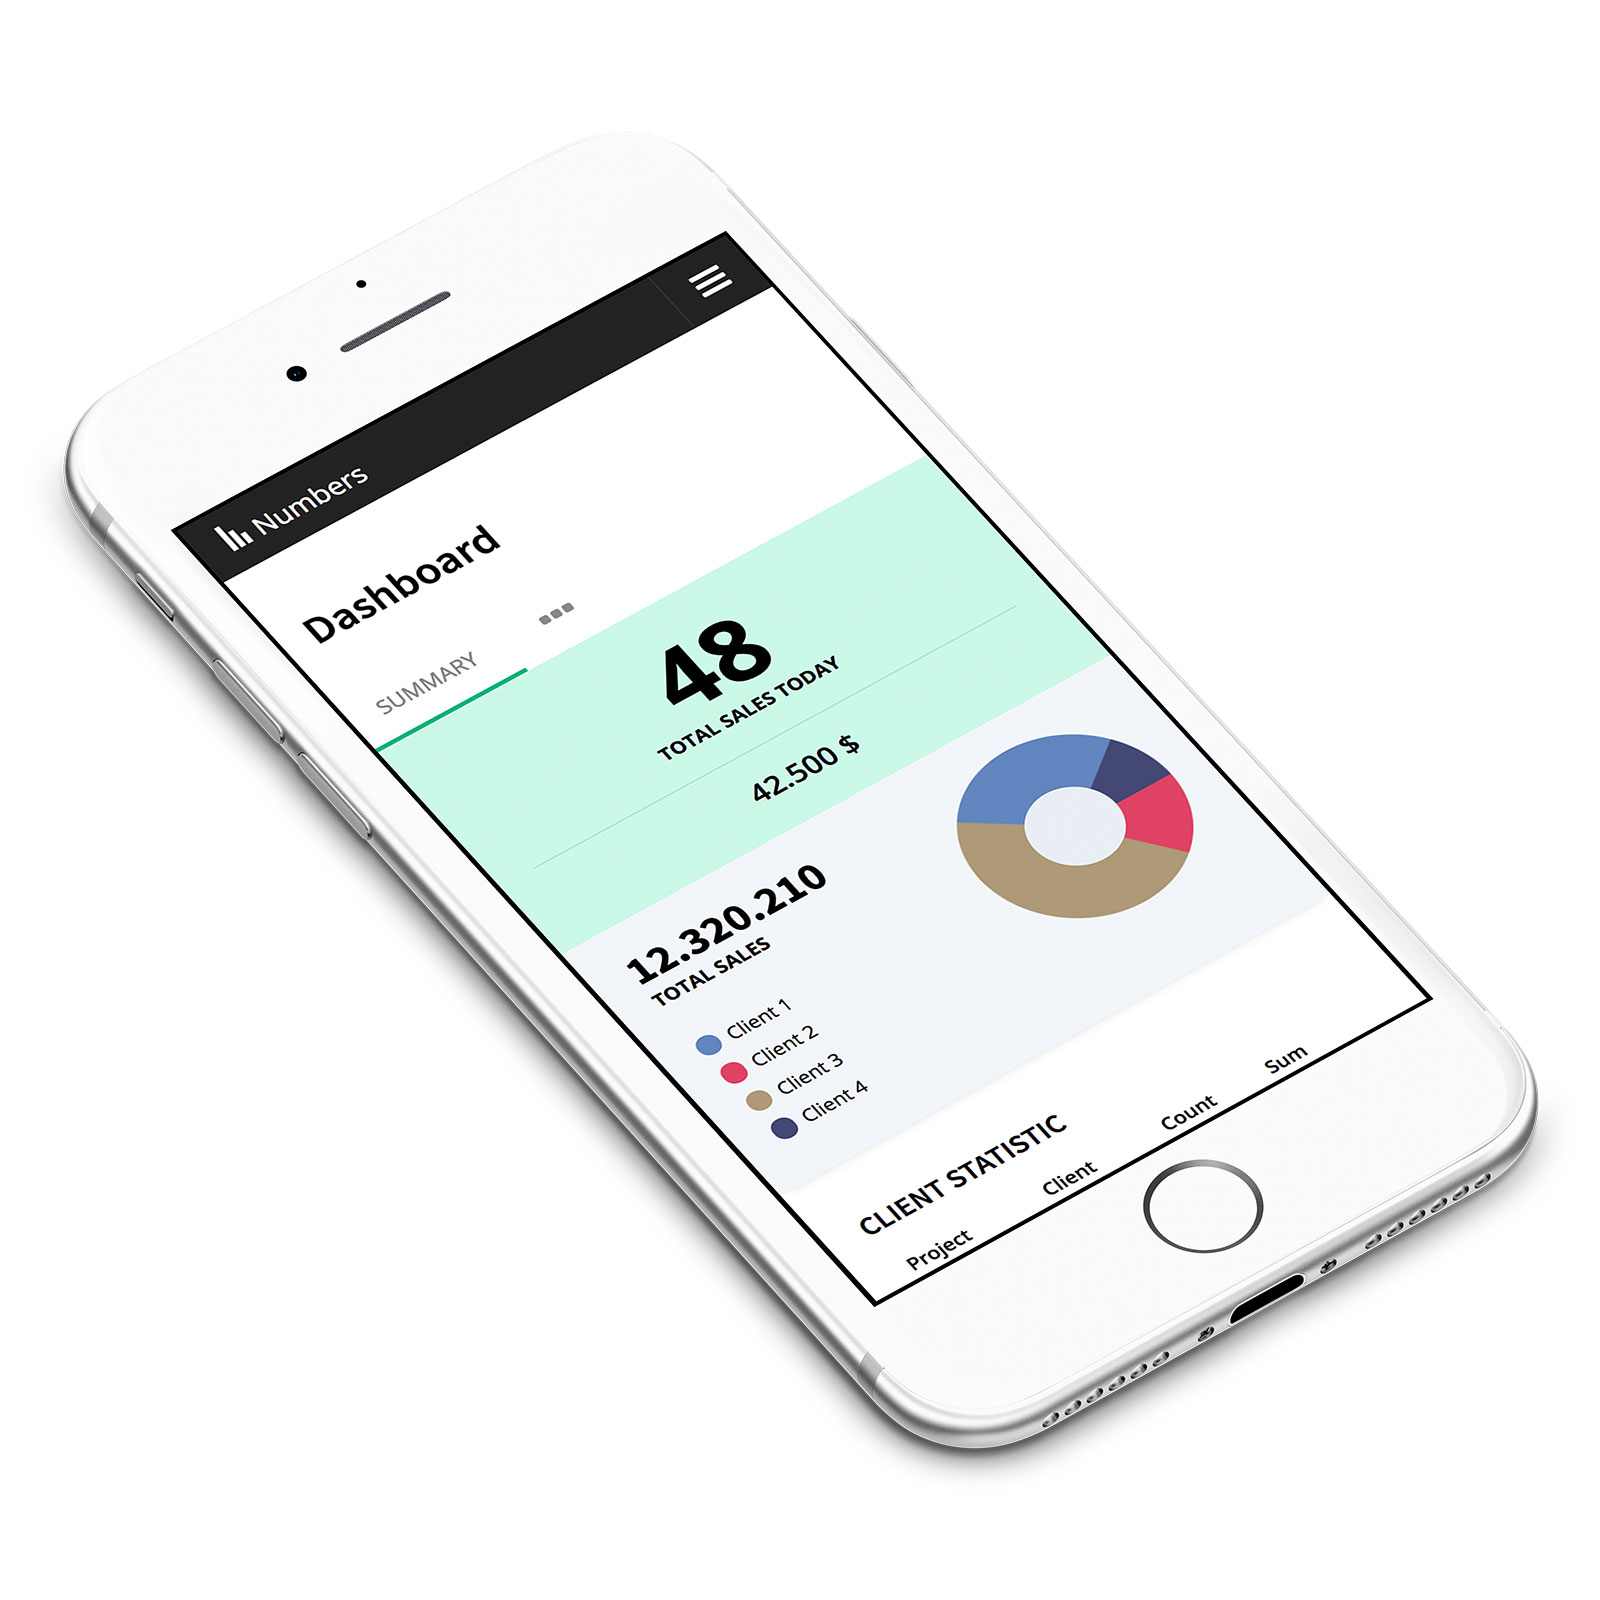 Numbers
Dashboard
SUMMARY
48
TOTAL SALES TODAY
42.500 $
12.320.210
TOTAL SALES
Client 1
Client 2
Client 3
Client 4
CLIENT STATISTIC
Project Client Count Sum